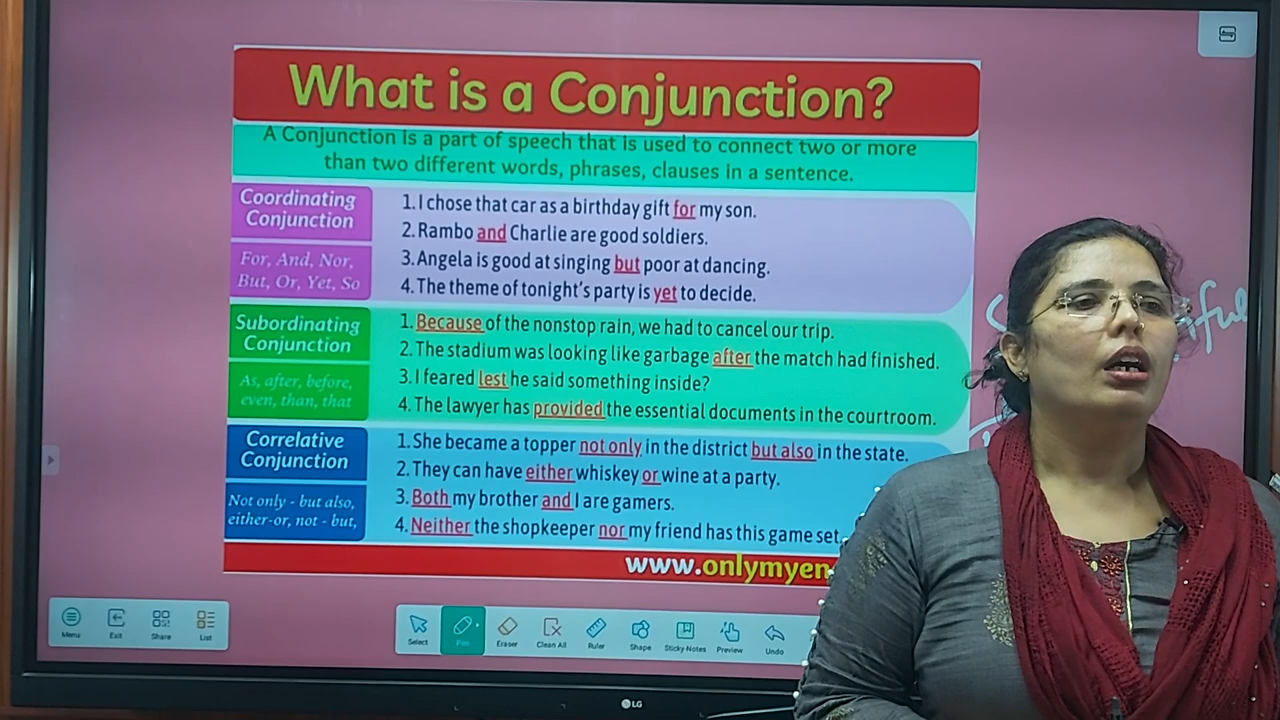 What is a Conjunction?
A Conjunction is a part of speech that is used to connect two or more
than two different words, phrases, clauses in a sentence.
Coordinating
Conjunction
For, And, Nor,
But, Or, Yet, So
1. I chose that car as a birthday gift for my son.
2. Rambo and Charlie are good soldiers.
3. Angela is good at singing but poor at dancing.
4. The theme of tonight's party is yet to decide.
Subordinating
Conjunction
As, after, before,
even, than, that
1. Because of the nonstop rain, we had to cancel our trip.
2. The stadium was looking like garbage after the match had finished.
3. I feared lest he said something inside?
4. The lawyer has provided the essential documents in the courtroom.
Correlative
Conjunction
Not only - but also,
either-or, not - but,
1. She became a topper not only in the district but also in the state.
2. They can have either whiskey or wine at a party.
3. Both my brother and I are gamers.
4. Neither the shopkeeper nor my friend has this game set.
www.onlymyen
Menu
Exit
Share
List
Select
Pen
Eraser
Clean All
Ruler
Shape
Sticky Notes
Preview
Undo
LG